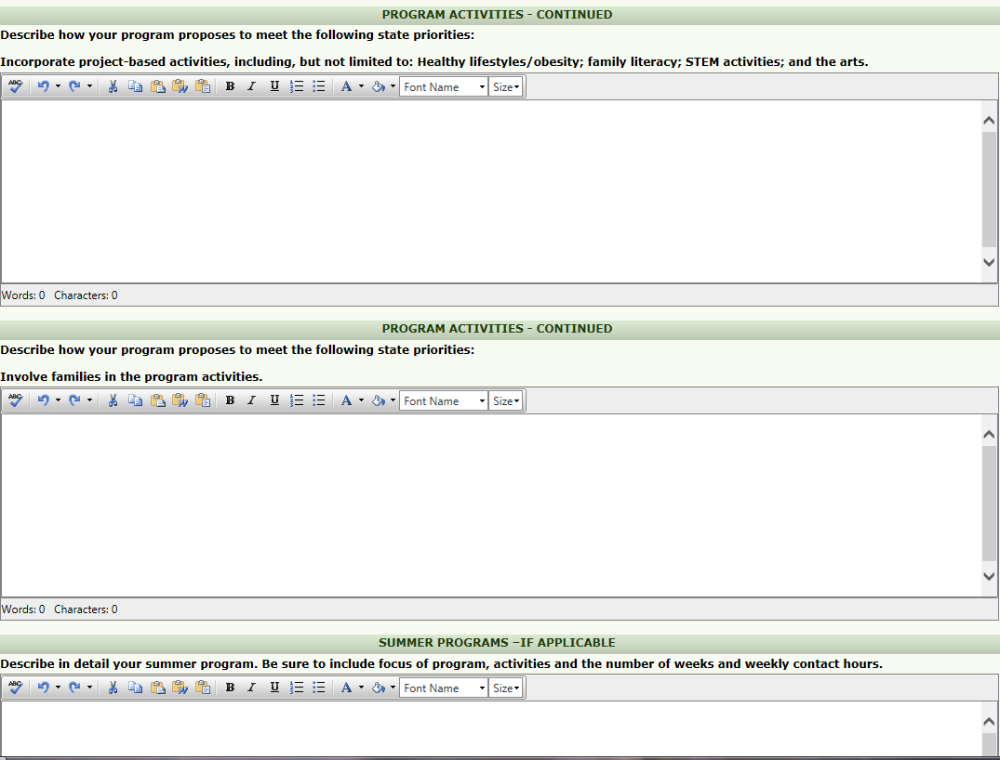 PROGRAM ACTIVITIES - CONTINUED
Describe how your program proposes to meet the following state priorities:
Incorporate project-based activities, including, but not limited to: Healthy lifestyles/obesity; family literacy; STEM activities; and the arts.
ABC B I U A Font Name Size
Words: 0 Characters: 0
PROGRAM ACTIVITIES - CONTINUED
Describe how your program proposes to meet the following state priorities:
Involve families in the program activities.
ABC B I U A Font Name Size
Words: 0 Characters: 0
SUMMER PROGRAMS –IF APPLICABLE
Describe in detail your summer program. Be sure to include focus of program, activities and the number of weeks and weekly contact hours.
ABC B I U A Font Name Size